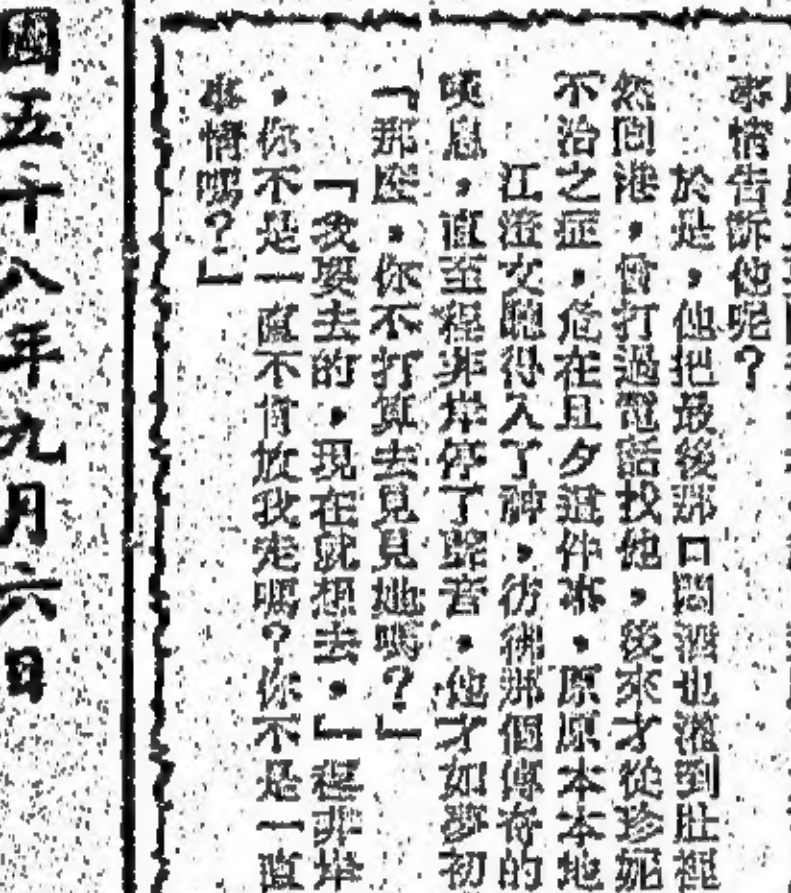 事情告訴他呢?
於是,他把最後那口悶酒也灌到肚裡
然回港,曾打過電話找他,後來才從珍妮
不治之症,危在旦夕這件事,原原本本地
江澄文聽得入了神,彷彿那個傳奇的
嘆息,直至程非岸停了聲音,他才如夢初
「那麼,你不打算去見見她嗎?」
「我要去的,現在就想去,」程非岸
,你不是一直不肯放我走嗎?你不是一直
事情嗎?」
國五十八年九月六日